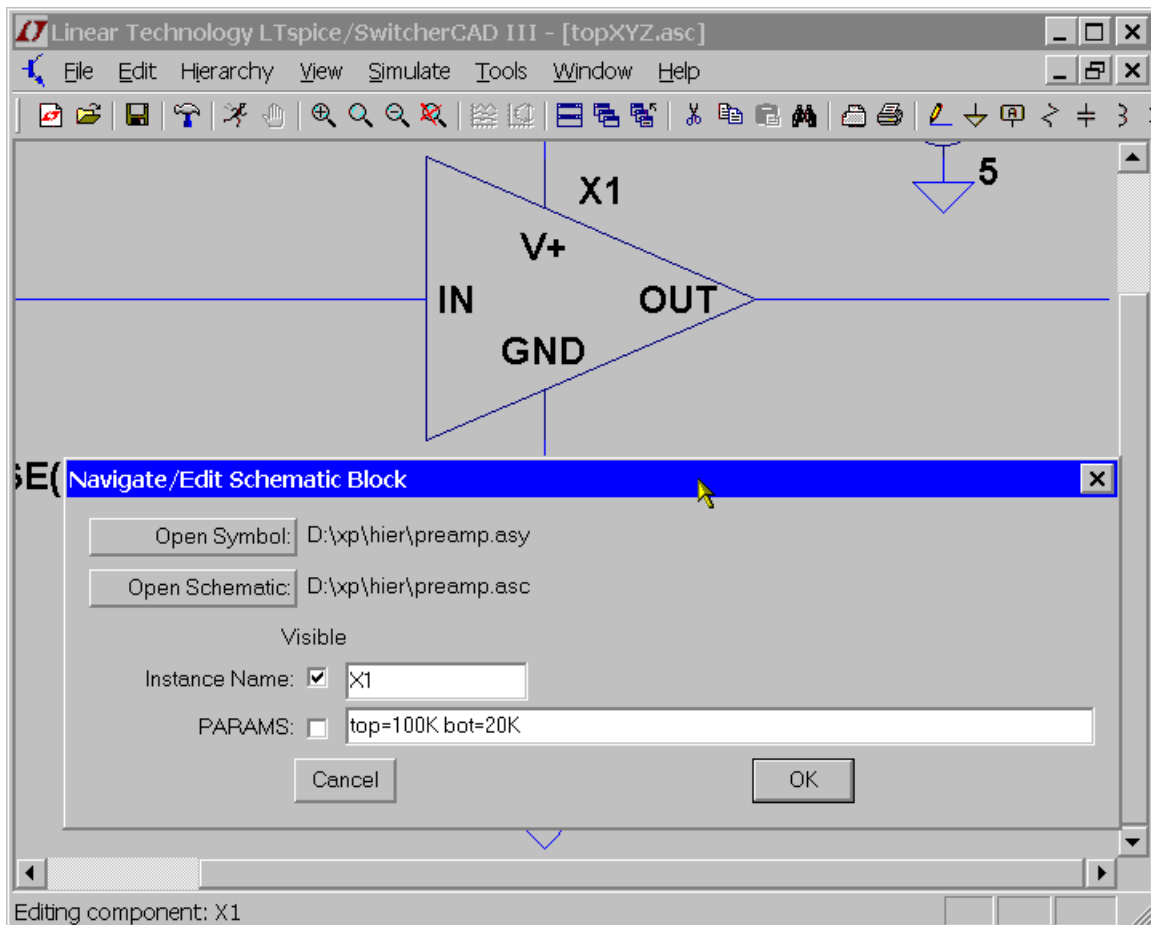 Linear Technology LTspice/SwitcherCAD III - [topXYZ.asc]
File Edit Hierarchy View Simulate Tools Window Help
5
X1
V+
IN
OUT
GND
SE(
Navigate/Edit Schematic Block
Open Symbol: D:\xp\hier\preamp.asy
Open Schematic: D:\xp\hier\preamp.asc
Visible
Instance Name: X1
PARAMS: top=100K bot=20K
Cancel OK
Editing component: X1